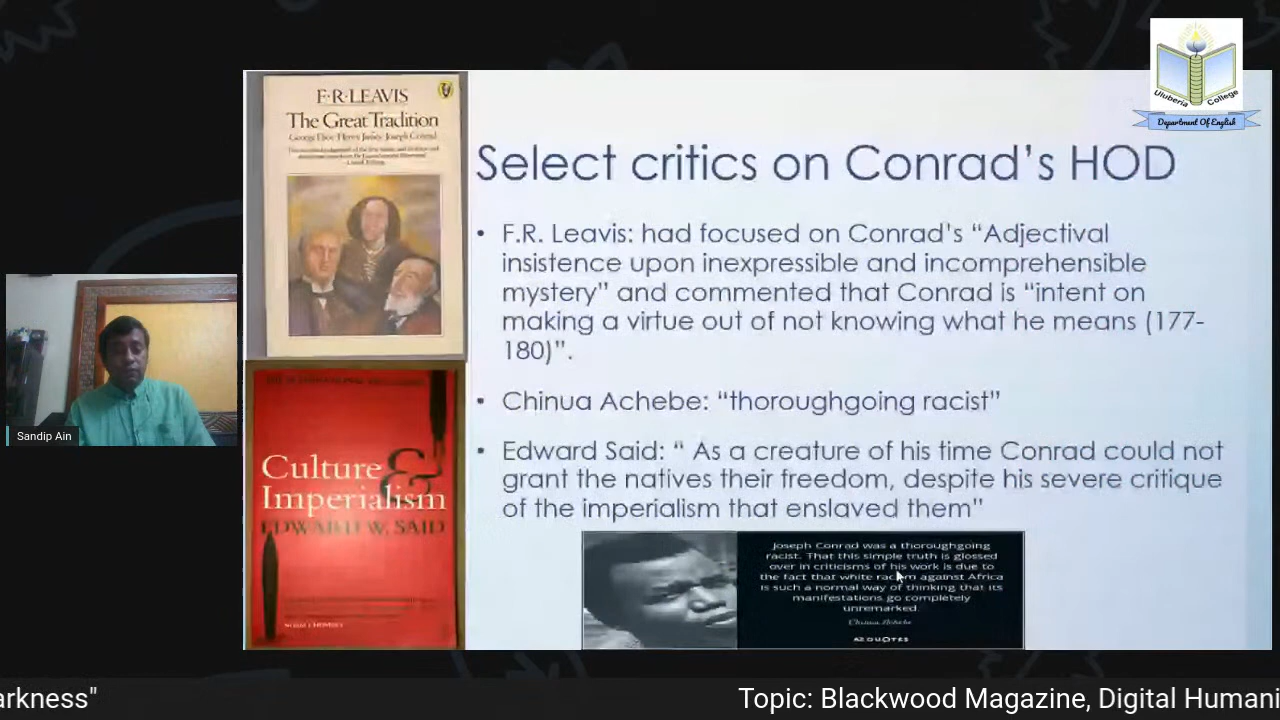 Uluberia College
Department Of English
F·R·LEAVIS
The Great Tradition
George Eliot Henry James Joseph Conrad
Select critics on Conrad's HOD
• F.R. Leavis: had focused on Conrad's “Adjectival
insistence upon inexpressible and incomprehensible
mystery” and commented that Conrad is “intent on
making a virtue out of not knowing what he means (177-
180)”.
• Chinua Achebe: “thoroughgoing racist”
• Edward Said: “ As a creature of his time Conrad could not
grant the natives their freedom, despite his severe critique
of the imperialism that enslaved them”
Sandip Ain
Culture &
Imperialism
EDWARD W. SAID
Joseph Conrad was a thoroughgoing
racist. That this simple truth is glossed
over in criticisms of his work is due to
the fact that white racism against Africa
is such a normal way of thinking that its
manifestations go completely
unremarked.
Chinua Achebe
AZ QUOTES
arkness"
Topic: Blackwood Magazine, Digital Humani